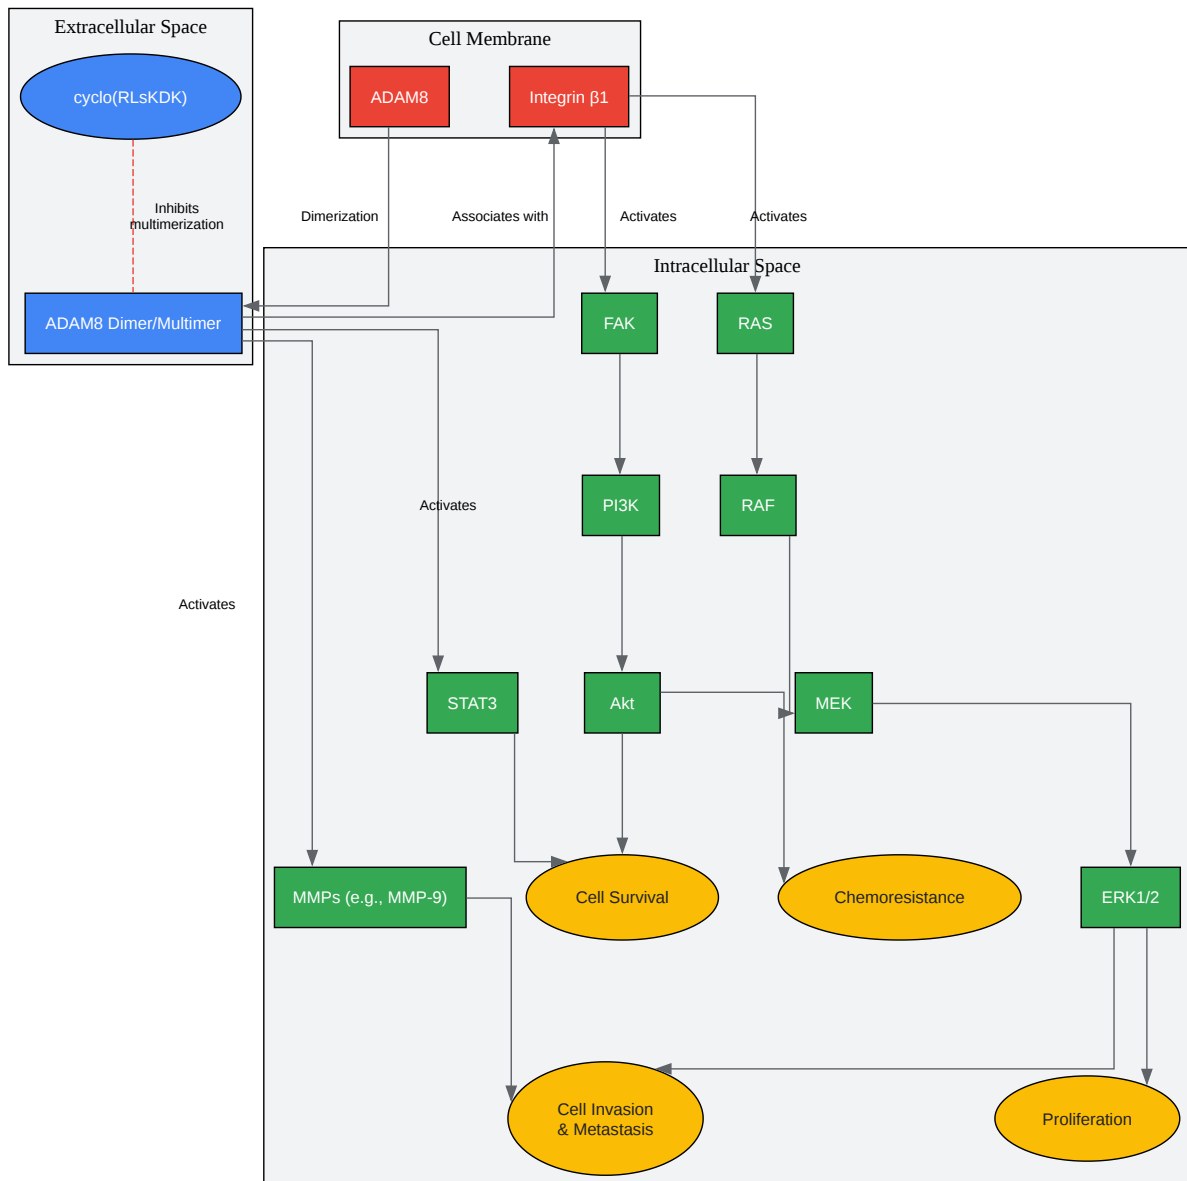 Extracellular Space
Cell Membrane
cyclo(RLsKDK)
ADAM8
Integrin β1
Inhibits
multimerization
Dimerization
Associates with
Activates
Activates
Intracellular Space
ADAM8 Dimer/Multimer
FAK
RAS
Activates
PI3K
RAF
Activates
STAT3
Akt
MEK
MMPs (e.g., MMP-9)
Cell Survival
Chemoresistance
ERK1/2
Cell Invasion
& Metastasis
Proliferation